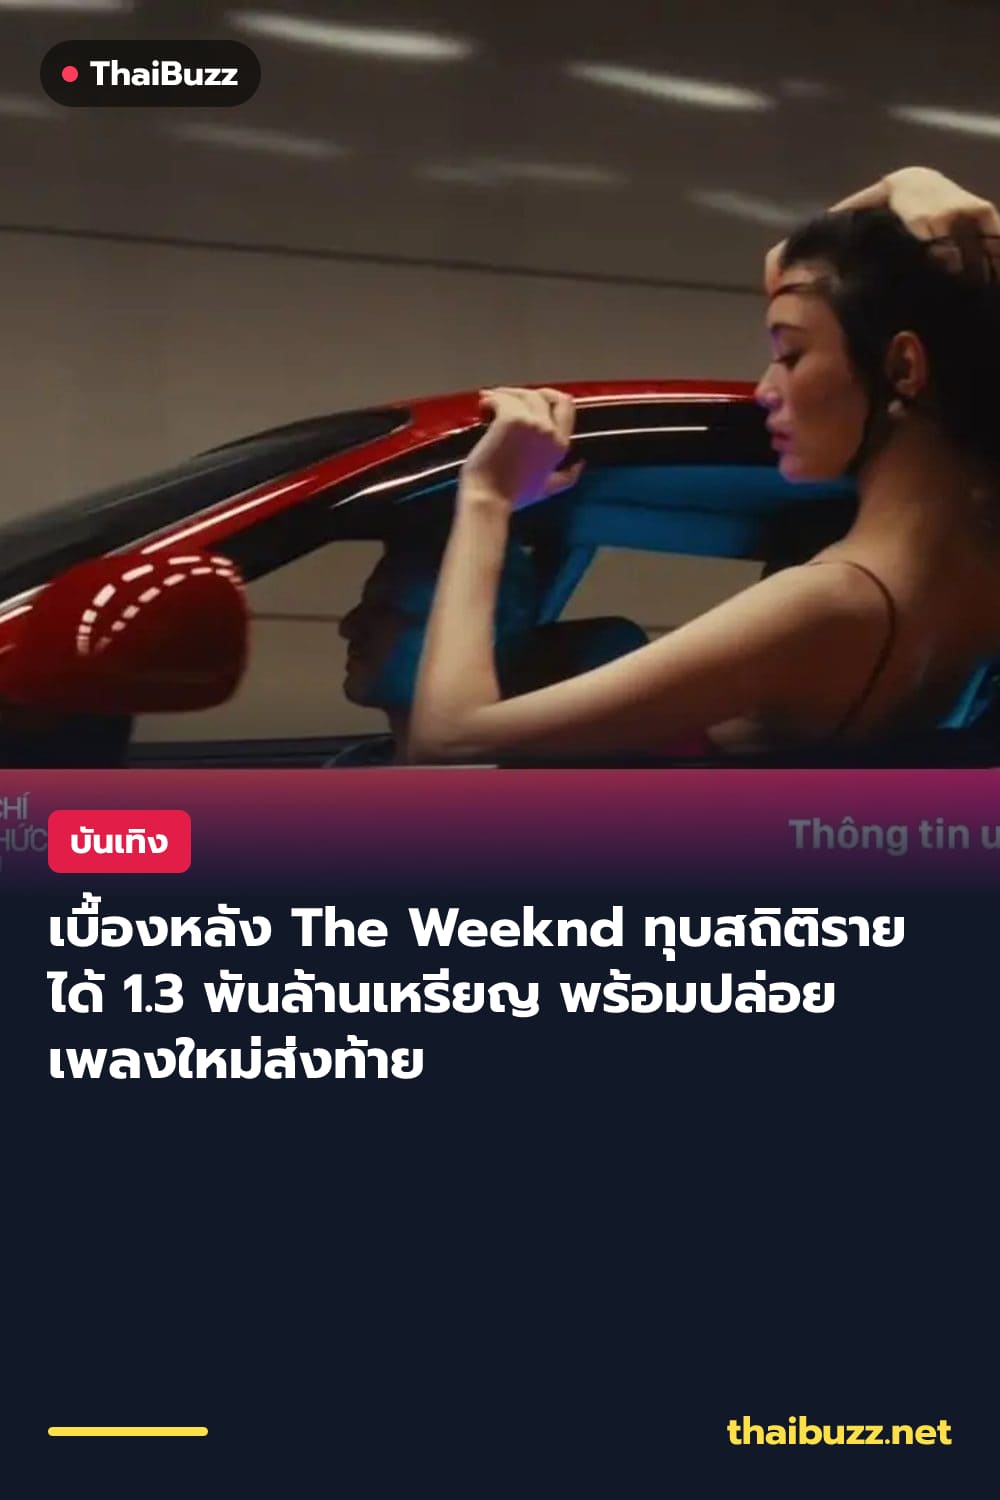 ThaiBuzz
CHÍ
HỨC
Thông tin u
บันเทิง
เบื้องหลัง The Weeknd ทุบสถิติราย
ได้ 1.3 พันล้านเหรียญ พร้อมปล่อย
เพลงใหม่ส่งท้าย
thaibuzz.net